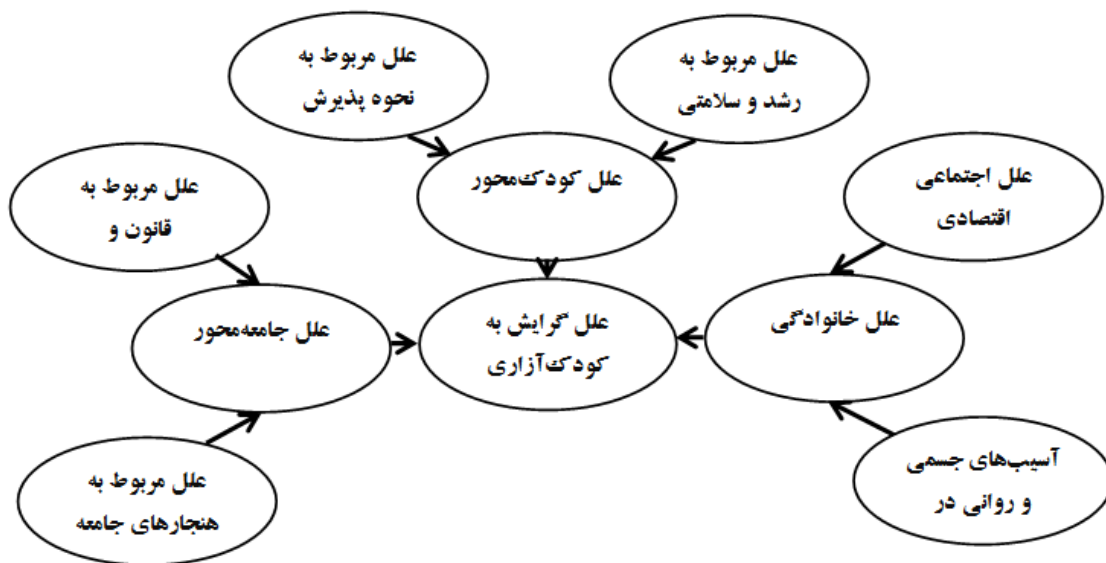 علل مربوط به
رشد و سلامتی
علل مربوط به
نحوه پذیرش
علل کودک‌محور
علل اجتماعی
اقتصادی
علل مربوط به
قانون و
علل خانوادگی
علل گرایش به
کودک‌آزاری
علل جامعه‌محور
آسیب‌های جسمی
و روانی در
علل مربوط به
هنجارهای جامعه